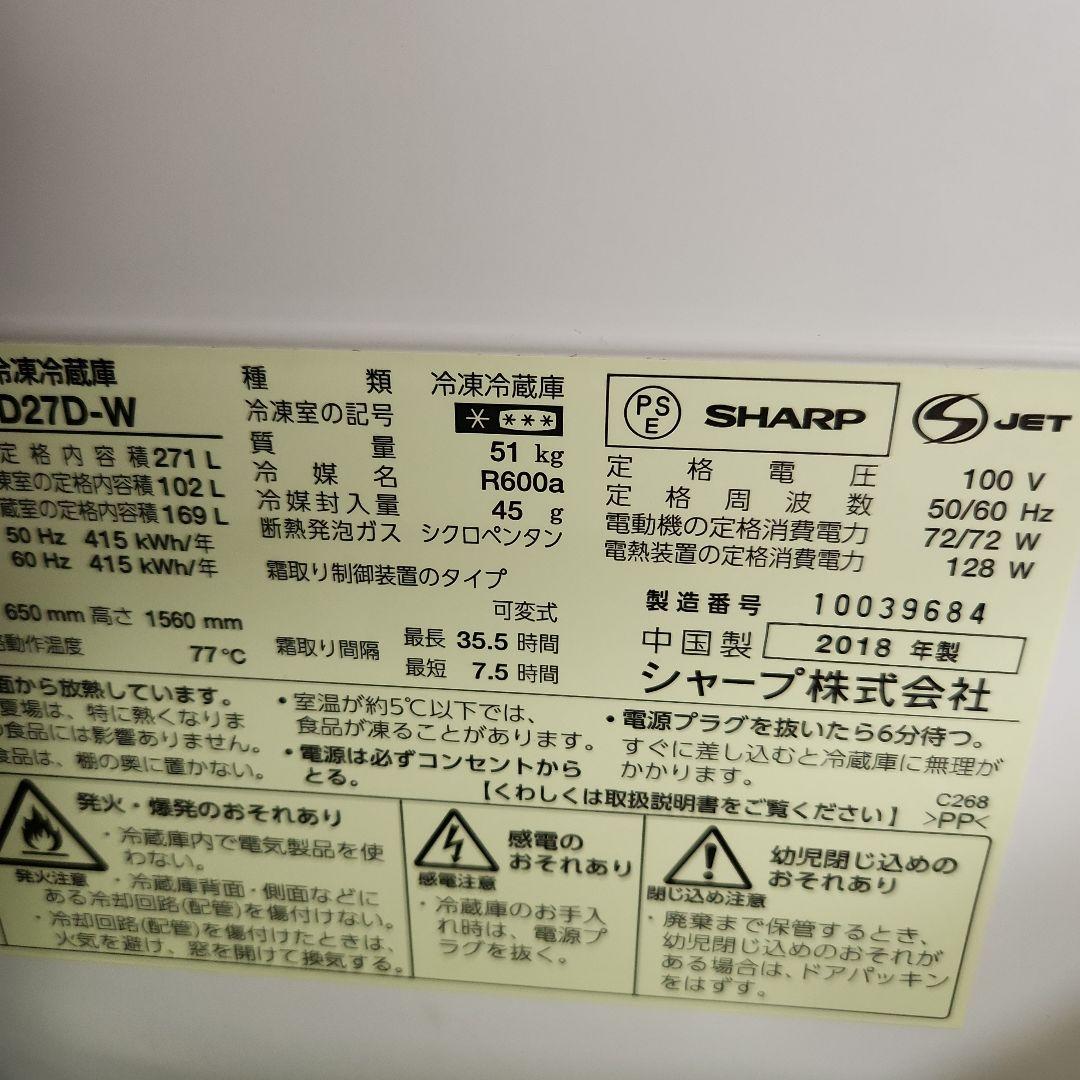 冷凍冷蔵庫
D27D-W
定格内容積 271 L
凍室の定格内容積 102 L
蔵室の定格内容積 169 L
50 Hz 415 kWh/年
60 Hz 415 kWh/年
650 mm 高さ 1560 mm
動作温度 77℃
種類 冷凍冷蔵庫
冷凍室の記号 * ***
質量 51 kg
冷媒名 R600a
冷媒封入量 45 g
断熱発泡ガス シクロペンタン
霜取り制御装置のタイプ
可変式
霜取り間隔 最長 35.5 時間
最短 7.5 時間
PSE SHARP
JET
定格電圧 100 V
定格周波数 50/60 Hz
電動機の定格消費電力 72/72 W
電熱装置の定格消費電力 128 W
製造番号 10039684
中国製 2018 年製
シャープ株式会社
面から放熱しています。
夏場は、特に熱くなりま
の食品には影響ありません。
食品は、棚の奥に置かない。
・室温が約5℃以下では、
食品が凍ることがあります。
・電源は必ずコンセントから
とる。
・電源プラグを抜いたら6分待つ。
すぐに差し込むと冷蔵庫に無理が
かかります。
【くわしくは取扱説明書をご覧ください】
C268
>PP<
発火・爆発のおそれあり
発火注意
・冷蔵庫内で電気製品を使
わない。
・冷蔵庫背面・側面などに
ある冷却回路(配管)を傷付けない。
・冷却回路(配管)を傷付けたときは、
火気を避け、窓を開けて換気する。
感電の
おそれあり
感電注意
・冷蔵庫のお手入
れ時は、電源プ
ラグを抜く。
幼児閉じ込めの
おそれあり
閉じ込め注意
・廃棄まで保管するとき、
幼児閉じ込めのおそれが
ある場合は、ドアパッキン
をはずす。